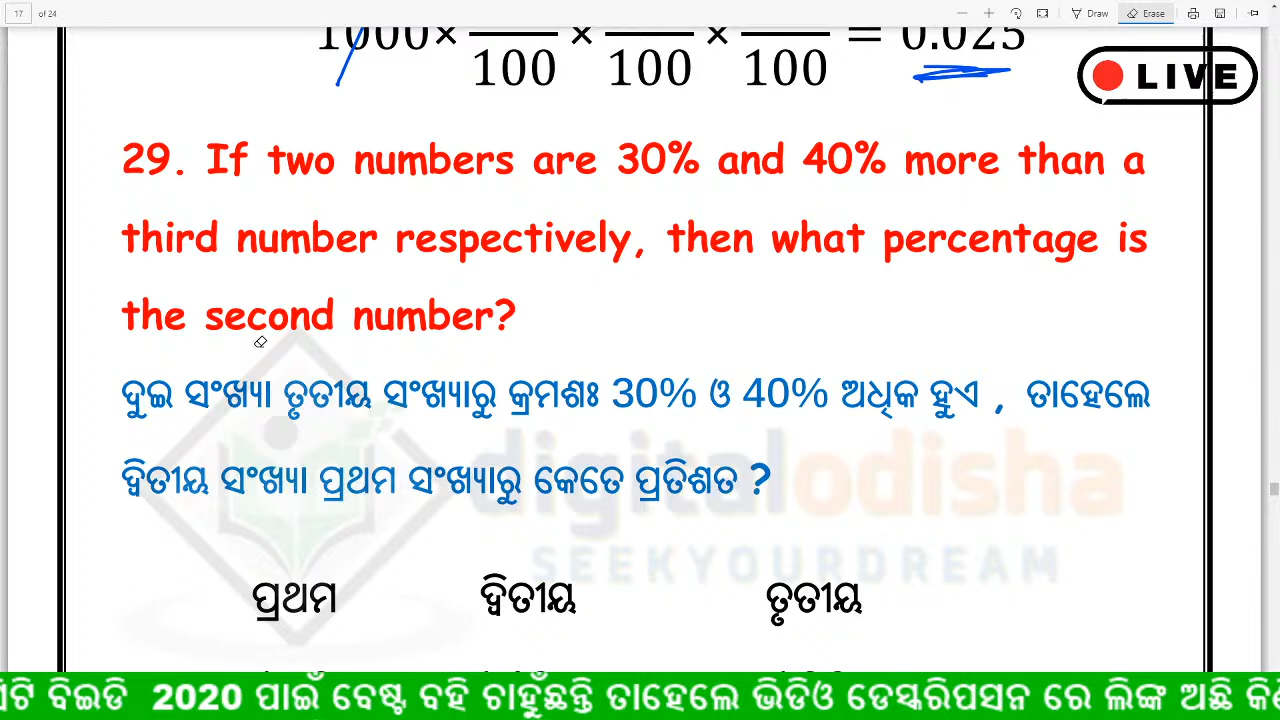 17 of 24
Draw
Erase
1000× 100 × 100 × 100 = 0.025
LIVE
29. If two numbers are 30% and 40% more than a
third number respectively, then what percentage is
the second number?
ଦୁଇ ସଂଖ୍ୟା ତୃତୀୟ ସଂଖ୍ୟାରୁ କ୍ରମଶଃ 30% ଓ 40% ଅଧିକ ହୁଏ , ତାହେଲେ
ଦ୍ୱିତୀୟ ସଂଖ୍ୟା ପ୍ରଥମ ସଂଖ୍ୟାରୁ କେତେ ପ୍ରତିଶତ ?
digitalodisha
SEEKYOURDREAM
ପ୍ରଥମ ଦ୍ୱିତୀୟ ତୃତୀୟ
ବିଇଡି 2020 ପାଇଁ ବେଷ୍ଟ ବହି ଚାହୁଁଛନ୍ତି ତାହେଲେ ଭିଡିଓ ଡେସ୍କରିପସନ ରେ ଲିଙ୍କ ଅଛି